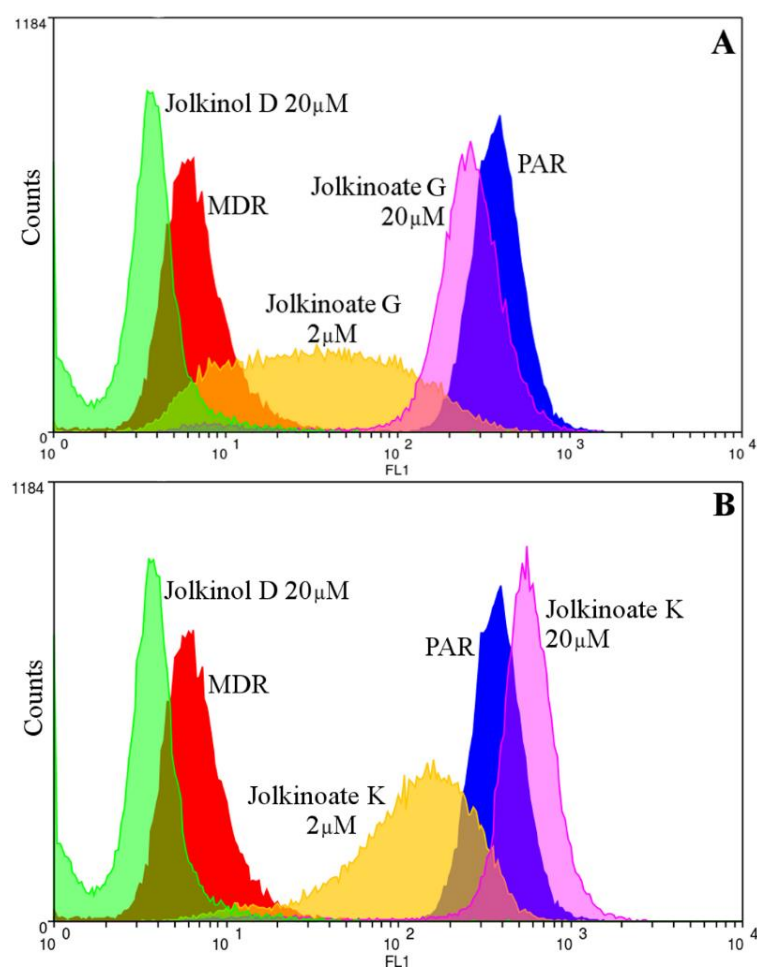 1184
A
Jolkinol D 20µM
MDR
Jolkinoate G
20µM
PAR
Jolkinoate G
2µM
Counts
0
10 0
10 1
10 2
10 3
10 4
FL1
1184
B
Jolkinol D 20µM
MDR
PAR
Jolkinoate K
20µM
Jolkinoate K
2µM
Counts
0
10 0
10 1
10 2
10 3
10 4
FL1